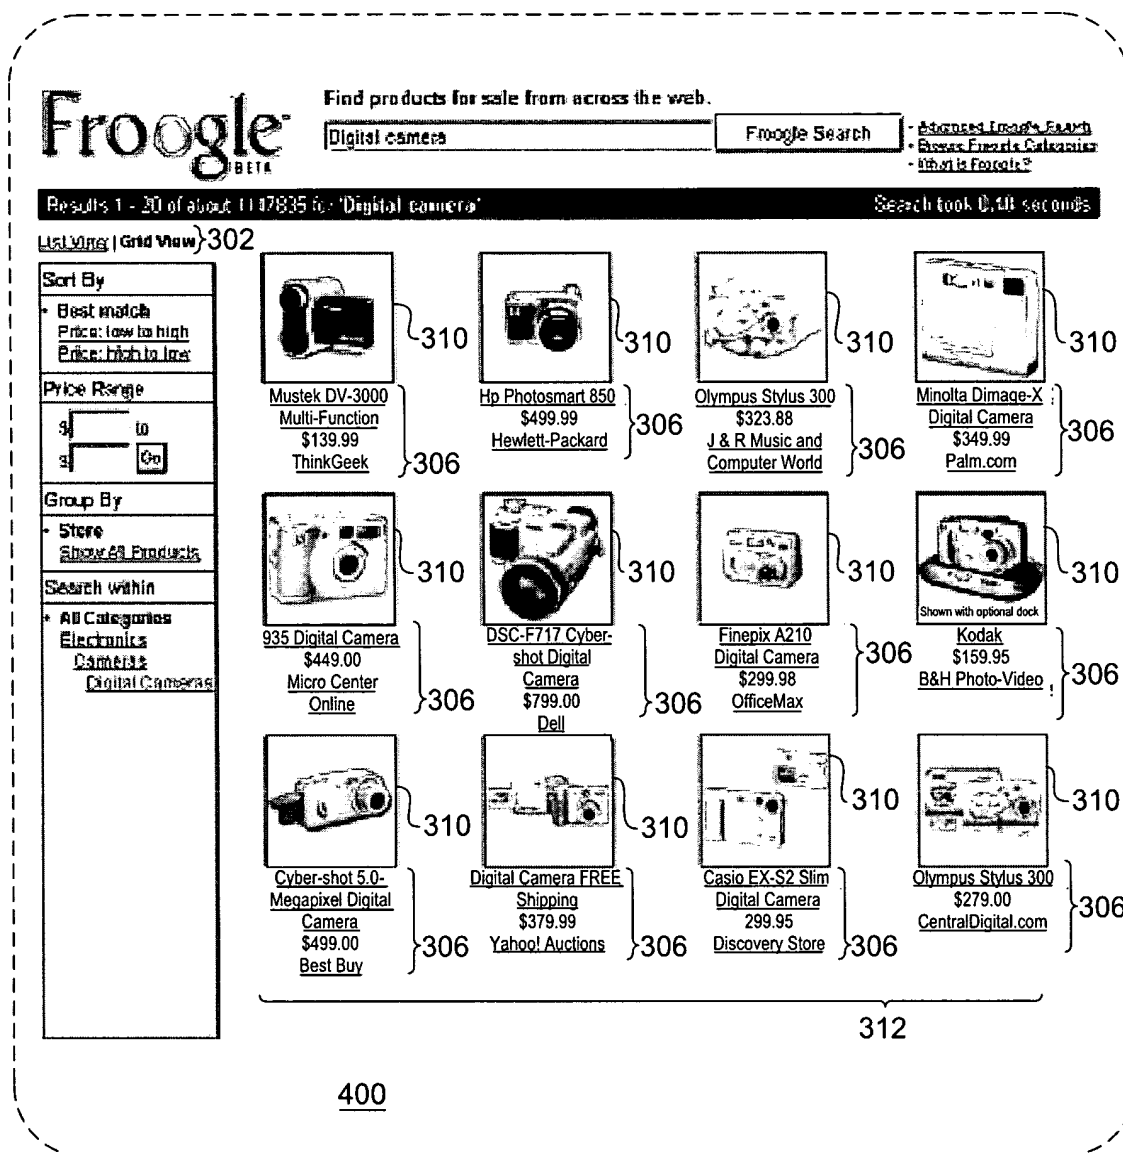 Froogle
BETA
Find products for sale from across the web.
Digital camera
Froogle Search
Advanced Froogle Search
Browse Froogle Categories
What is Froogle?
Results 1 - 20 of about for 'Digital camera'
Search took 0.18 seconds
List View | Grid View
302
Sort By
Best match
Price: low to high
Price: high to low
Price Range
$ to
$ Go
Group By
Store
Show All Products
Search within
All Categories
Electronics
Cameras
Digital Cameras
310
310
310
310
Mustek DV-3000
Multi-Function
$139.99
ThinkGeek
306
Hp Photosmart 850
$499.99
Hewlett-Packard
306
Olympus Stylus 300
$323.88
J & R Music and
Computer World
306
Minolta Dimage-X
Digital Camera
$349.99
Palm.com
306
310
310
310
Shown with optional dock
310
935 Digital Camera
$449.00
Micro Center
Online
306
DSC-F717 Cyber-
shot Digital
Camera
$799.00
Dell
306
Finepix A210
Digital Camera
$299.98
OfficeMax
306
Kodak
$159.95
B&H Photo-Video
306
310
310
310
310
Cyber-shot 5.0-
Megapixel Digital
Camera
$499.00
Best Buy
306
Digital Camera FREE
Shipping
$379.99
Yahoo! Auctions
306
Casio EX-S2 Slim
Digital Camera
299.95
Discovery Store
306
Olympus Stylus 300
$279.00
CentralDigital.com
306
312
400